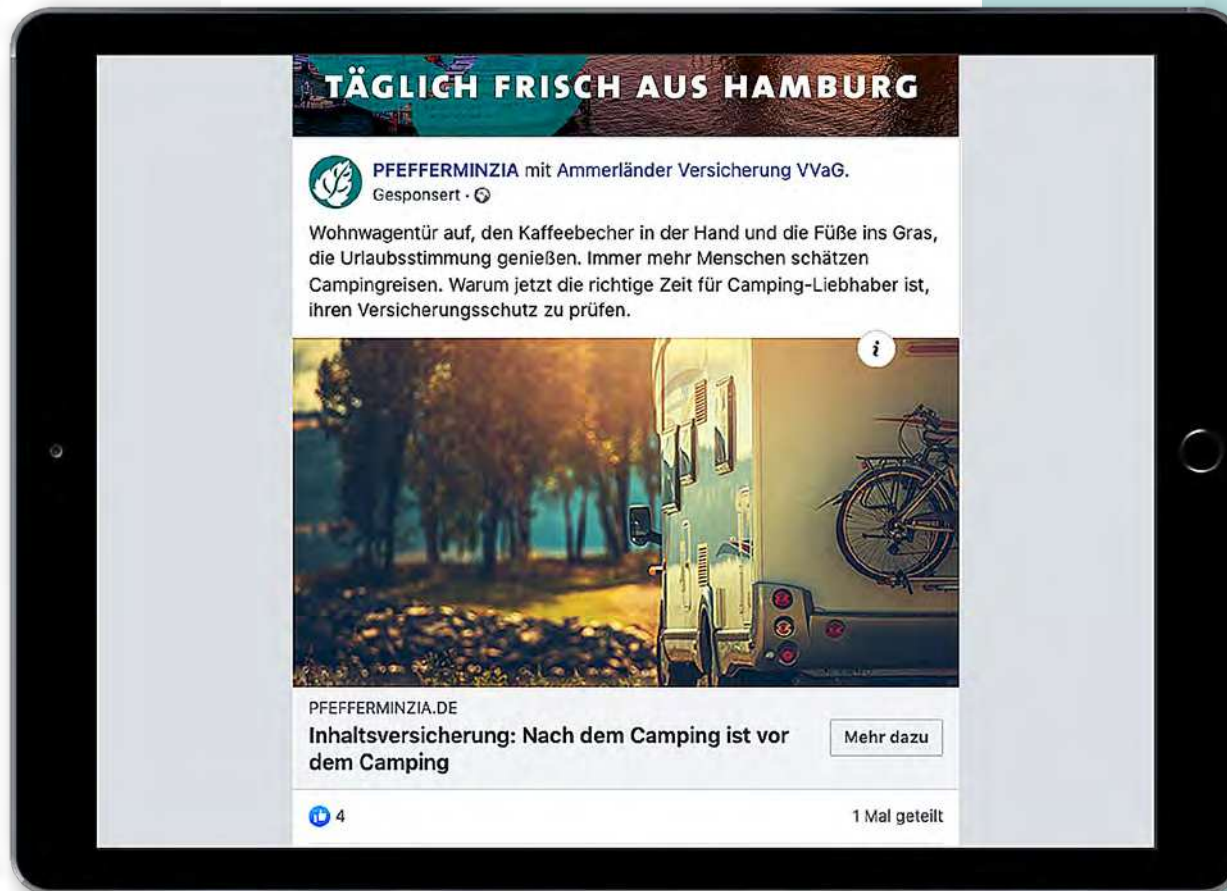 TÄGLICH FRISCH AUS HAMBURG
PFEFFERMINZIA mit Ammerländer Versicherung VVaG.
Gesponsert ·
Wohnwagentür auf, den Kaffeebecher in der Hand und die Füße ins Gras,
die Urlaubsstimmung genießen. Immer mehr Menschen schätzen
Campingreisen. Warum jetzt die richtige Zeit für Camping-Liebhaber ist,
ihren Versicherungsschutz zu prüfen.
i
PFEFFERMINZIA.DE
Inhaltsversicherung: Nach dem Camping ist vor
dem Camping
Mehr dazu
4
1 Mal geteilt